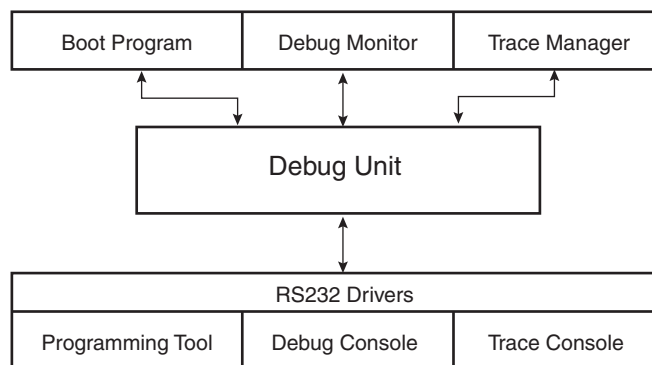 Boot Program
Debug Monitor
Trace Manager
Debug Unit
RS232 Drivers
Programming Tool
Debug Console
Trace Console